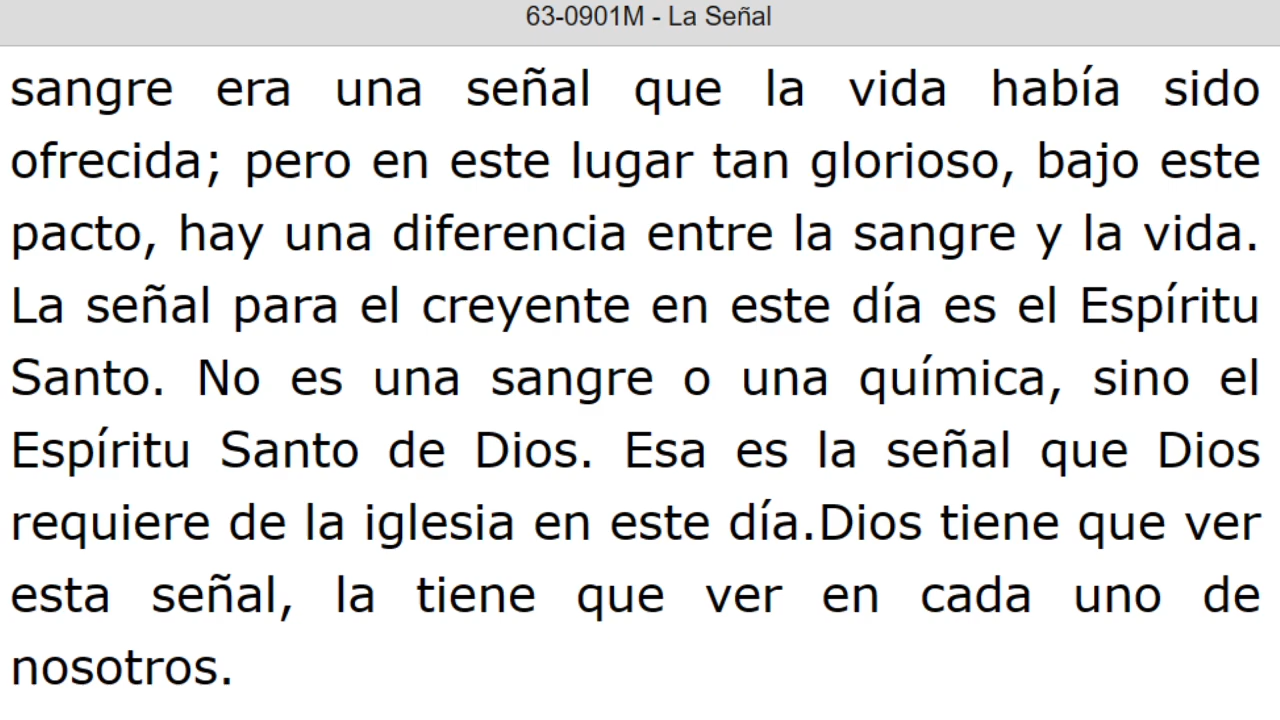 63-0901M - La Señal
sangre era una señal que la vida había sido
ofrecida; pero en este lugar tan glorioso, bajo este
pacto, hay una diferencia entre la sangre y la vida.
La señal para el creyente en este día es el Espíritu
Santo. No es una sangre o una química, sino el
Espíritu Santo de Dios. Esa es la señal que Dios
requiere de la iglesia en este día.Dios tiene que ver
esta señal, la tiene que ver en cada uno de
nosotros.